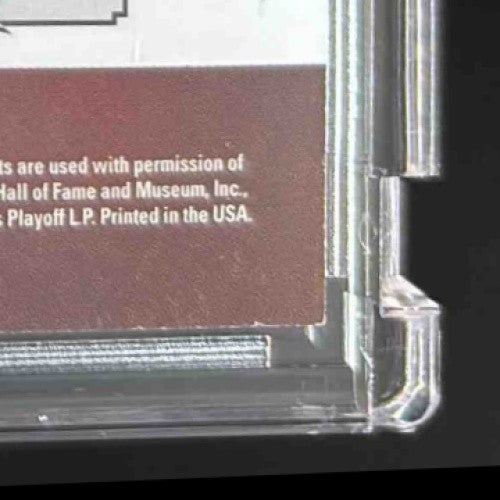 ts are used with permission of
Hall of Fame and Museum, Inc..
s Playoff L.P. Printed in the USA.